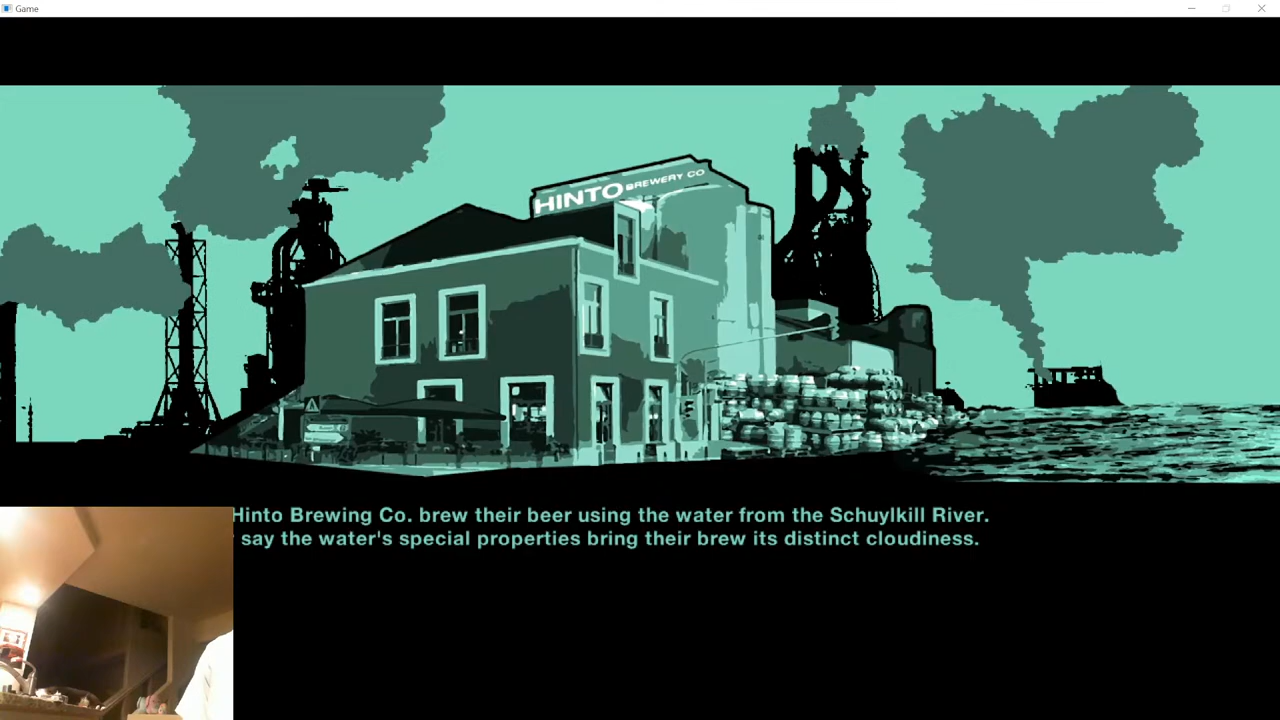 Game
HINTO BREWERY CO
Hinto Brewing Co. brew their beer using the water from the Schuylkill River.
say the water's special properties bring their brew its distinct cloudiness.